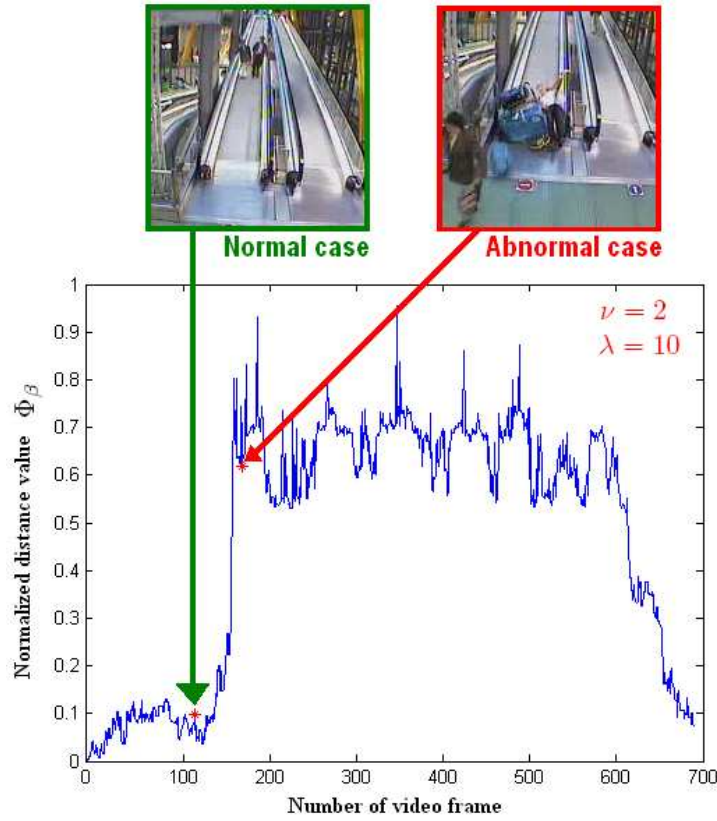 Normal case
Abnormal case
ν = 2
λ = 10
1
0.9
0.8
0.7
0.6
0.5
0.4
0.3
0.2
0.1
0
Normalized distance value Φβ
0 100 200 300 400 500 600 700
Number of video frame